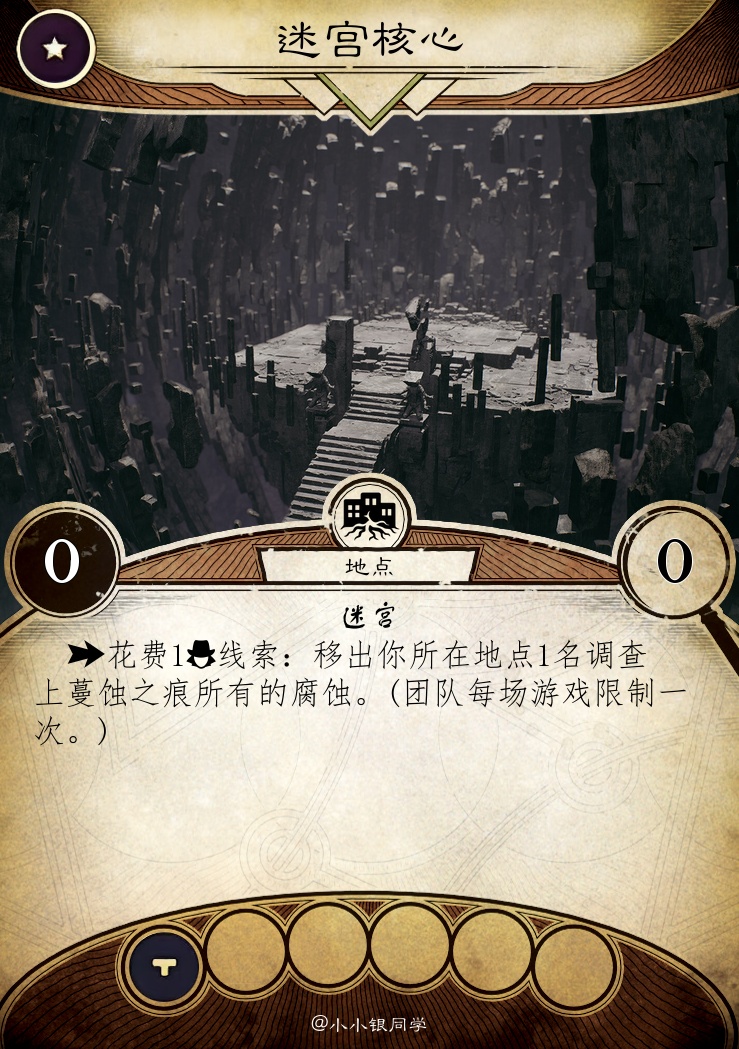 迷宫核心
0
0
地点
迷宫
花费1线索：移出你所在地点1名调查
上蔓蚀之痕所有的腐蚀。(团队每场游戏限制一
次。)
@小小银同学